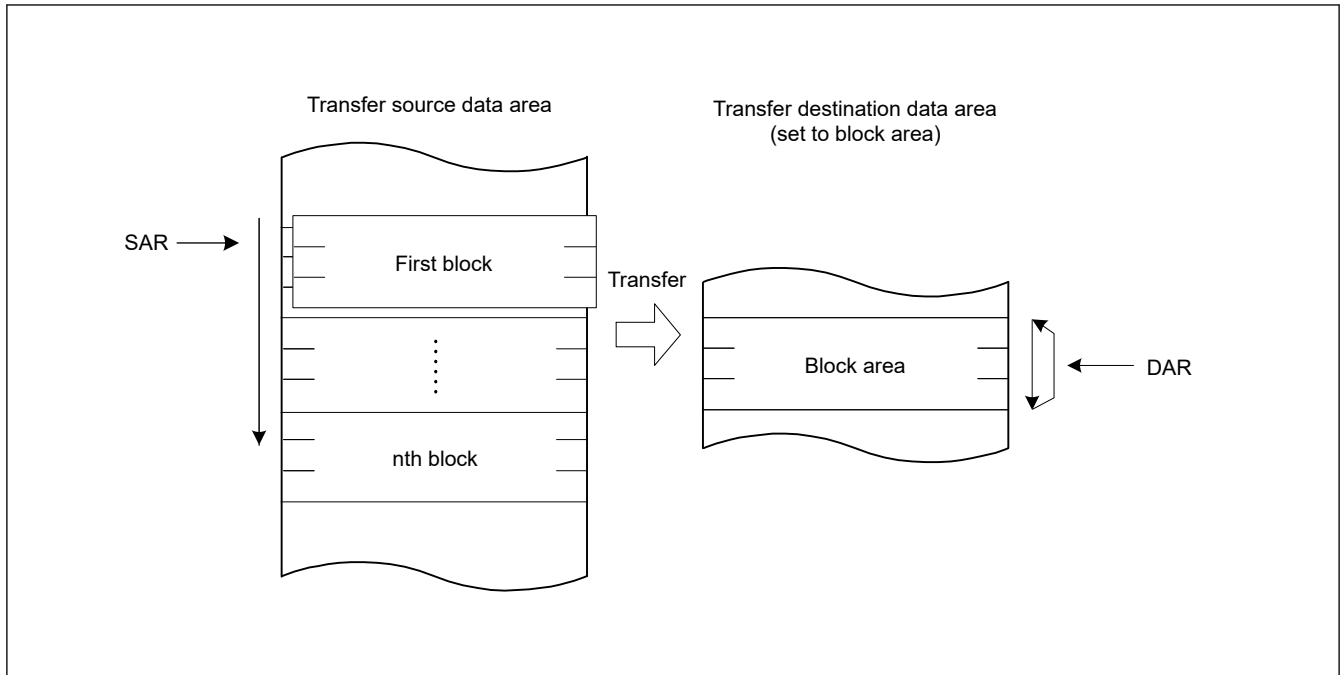 Transfer source data area
Transfer destination data area
(set to block area)
SAR
First block
Transfer
Block area
DAR
nth block